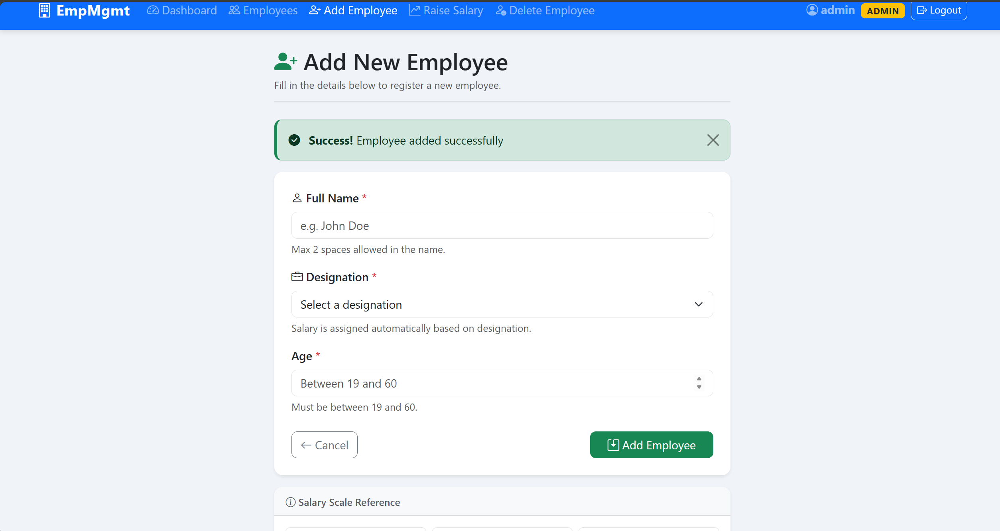 EmpMgmt Dashboard Employees Add Employee Raise Salary Delete Employee admin ADMIN Logout
Add New Employee
Fill in the details below to register a new employee.
Success! Employee added successfully
Full Name *
e.g. John Doe
Max 2 spaces allowed in the name.
Designation *
Select a designation
Salary is assigned automatically based on designation.
Age *
Between 19 and 60
Must be between 19 and 60.
Cancel Add Employee
Salary Scale Reference